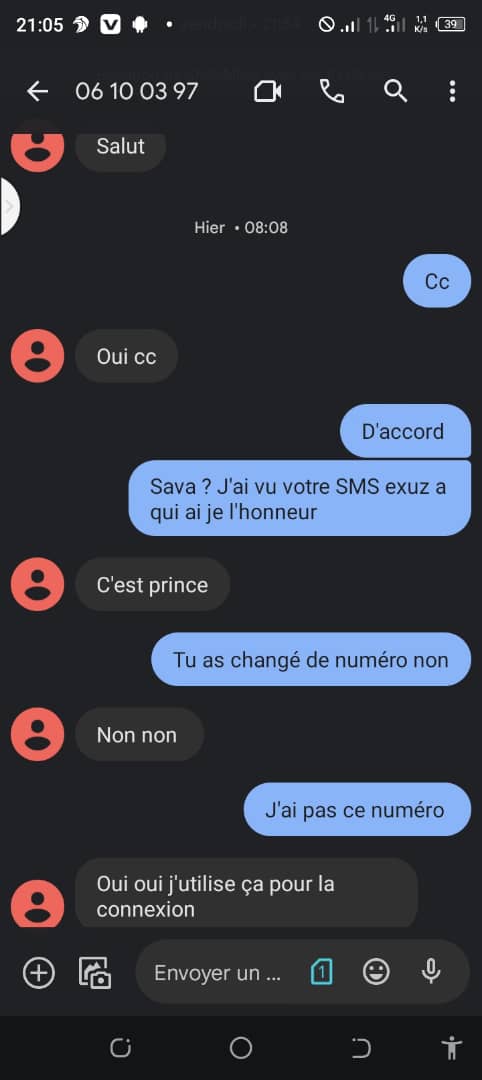 21:05
4G
1,1
K/s
39
06 10 03 97
Salut
Hier • 08:08
Cc
Oui cc
D'accord
Sava ? J'ai vu votre SMS exuz a
qui ai je l'honneur
C'est prince
Tu as changé de numéro non
Non non
J'ai pas ce numéro
Oui oui j'utilise ça pour la
connexion
Envoyer un ...
1